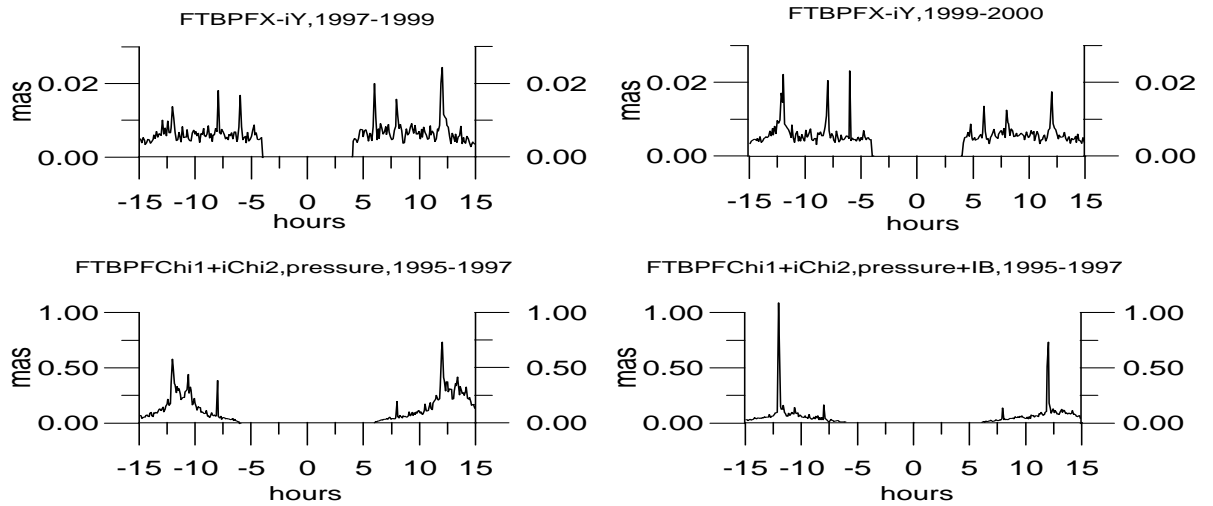 FTBPFX-iY,1997-1999
mas
0.02
0.00
0.02
0.00
-15 -10 -5 0 5 10 15
hours
FTBPFX-iY,1999-2000
mas
0.02
0.00
0.02
0.00
-15 -10 -5 0 5 10 15
hours
FTBPFChi1+iChi2,pressure,1995-1997
mas
1.00
0.50
0.00
1.00
0.50
0.00
-15 -10 -5 0 5 10 15
hours
FTBPFChi1+iChi2,pressure+IB,1995-1997
mas
1.00
0.50
0.00
1.00
0.50
0.00
-15 -10 -5 0 5 10 15
hours